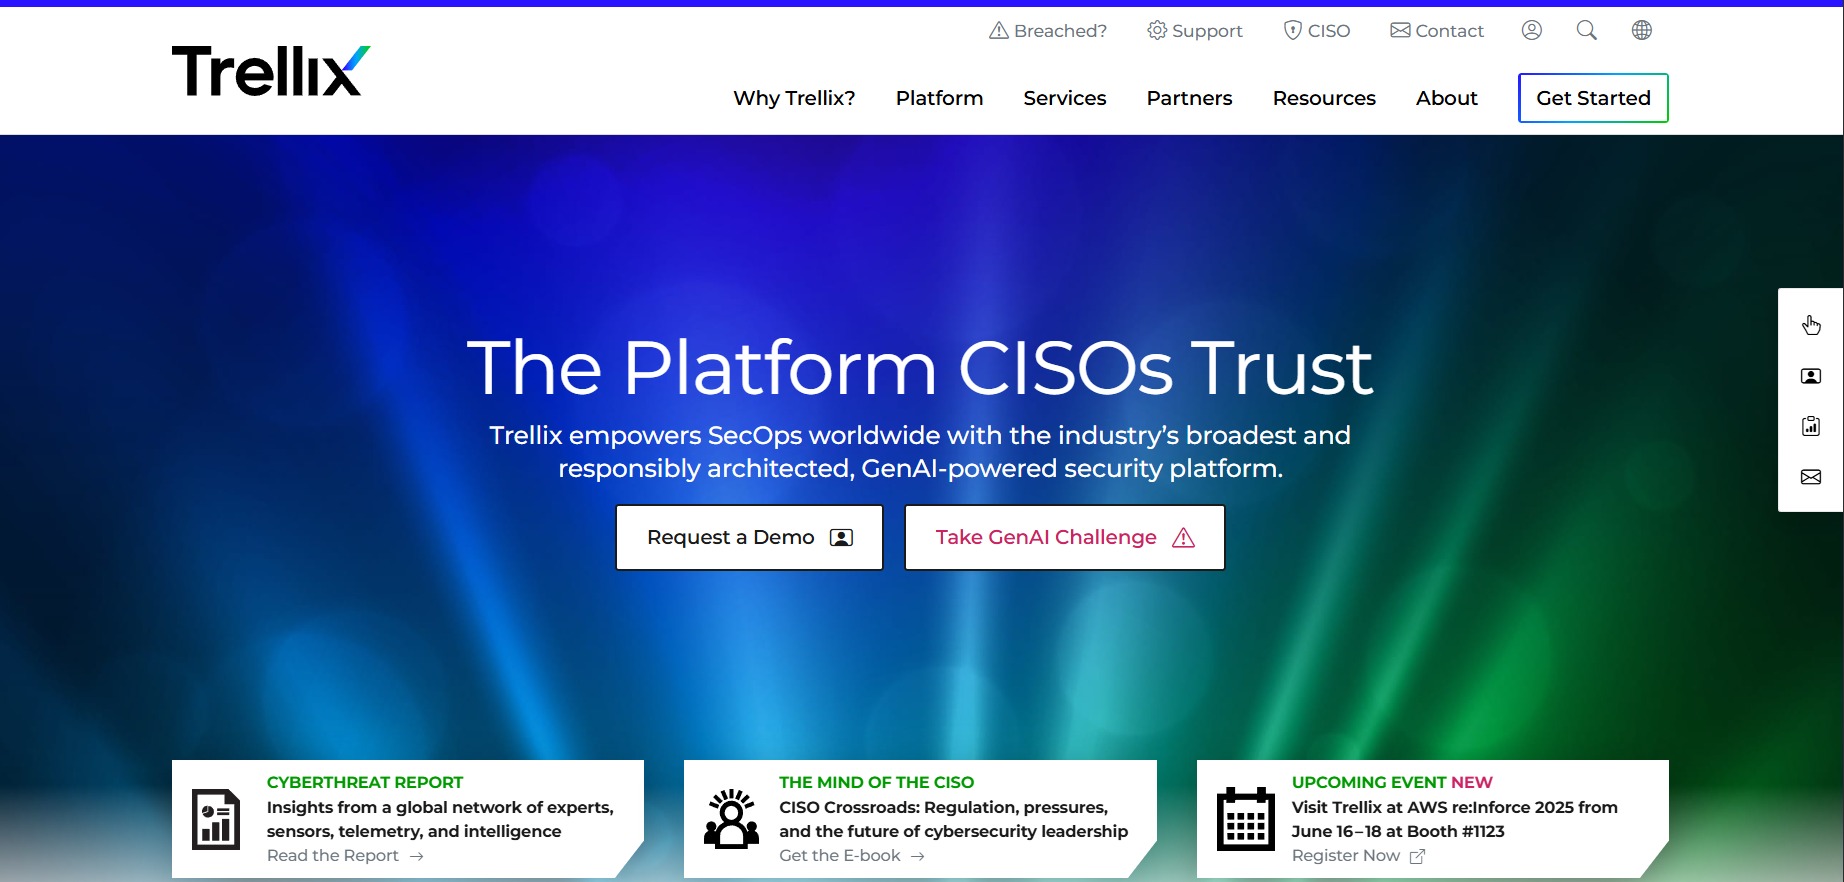 Breached?
Support
CISO
Contact
Trellix
Why Trellix?
Platform
Services
Partners
Resources
About
Get Started
The Platform CISOs Trust
Trellix empowers SecOps worldwide with the industry’s broadest and
responsibly architected, GenAI-powered security platform.
Request a Demo
Take GenAI Challenge
CYBERTHREAT REPORT
Insights from a global network of experts,
sensors, telemetry, and intelligence
Read the Report
THE MIND OF THE CISO
CISO Crossroads: Regulation, pressures,
and the future of cybersecurity leadership
Get the E-book
UPCOMING EVENT NEW
Visit Trellix at AWS re:Inforce 2025 from
June 16–18 at Booth #1123
Register Now